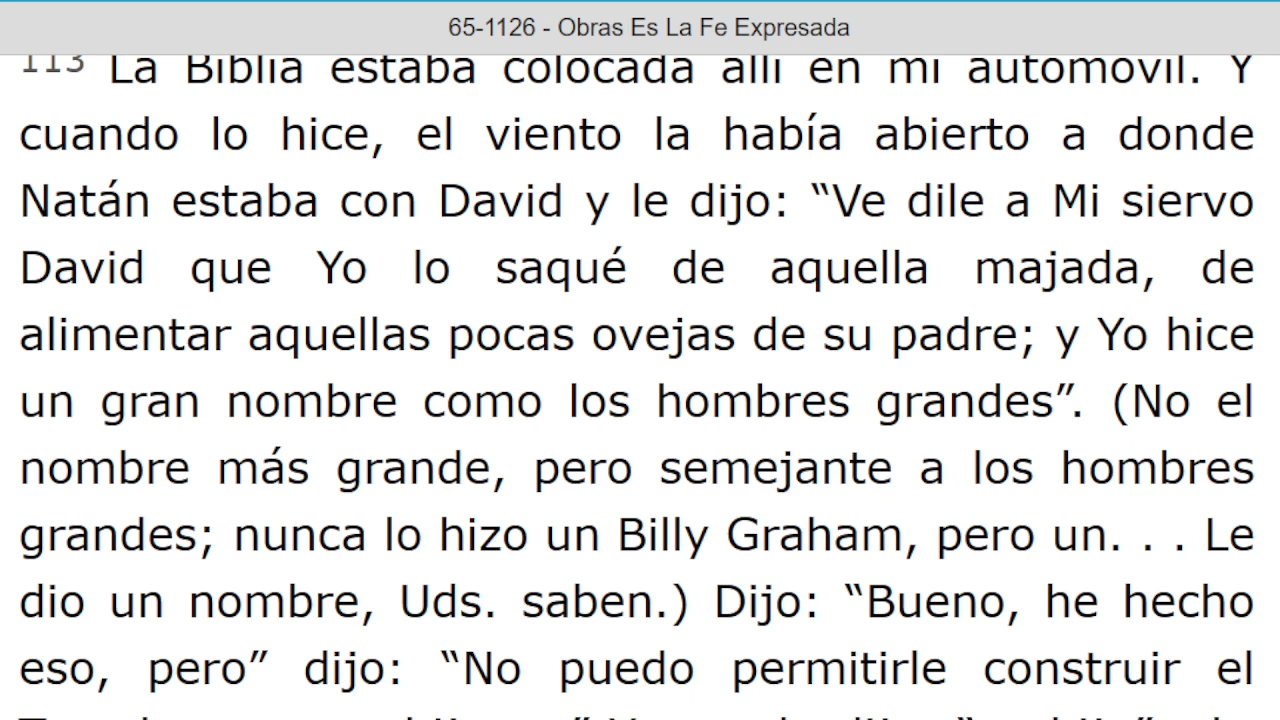 65-1126 - Obras Es La Fe Expresada
113 La Biblia estaba colocada allí en mi automóvil. Y
cuando lo hice, el viento la había abierto a donde
Natán estaba con David y le dijo: “Ve dile a Mi siervo
David que Yo lo saqué de aquella majada, de
alimentar aquellas pocas ovejas de su padre; y Yo hice
un gran nombre como los hombres grandes”. (No el
nombre más grande, pero semejante a los hombres
grandes; nunca lo hizo un Billy Graham, pero un. . . Le
dio un nombre, Uds. saben.) Dijo: “Bueno, he hecho
eso, pero” dijo: “No puedo permitirle construir el